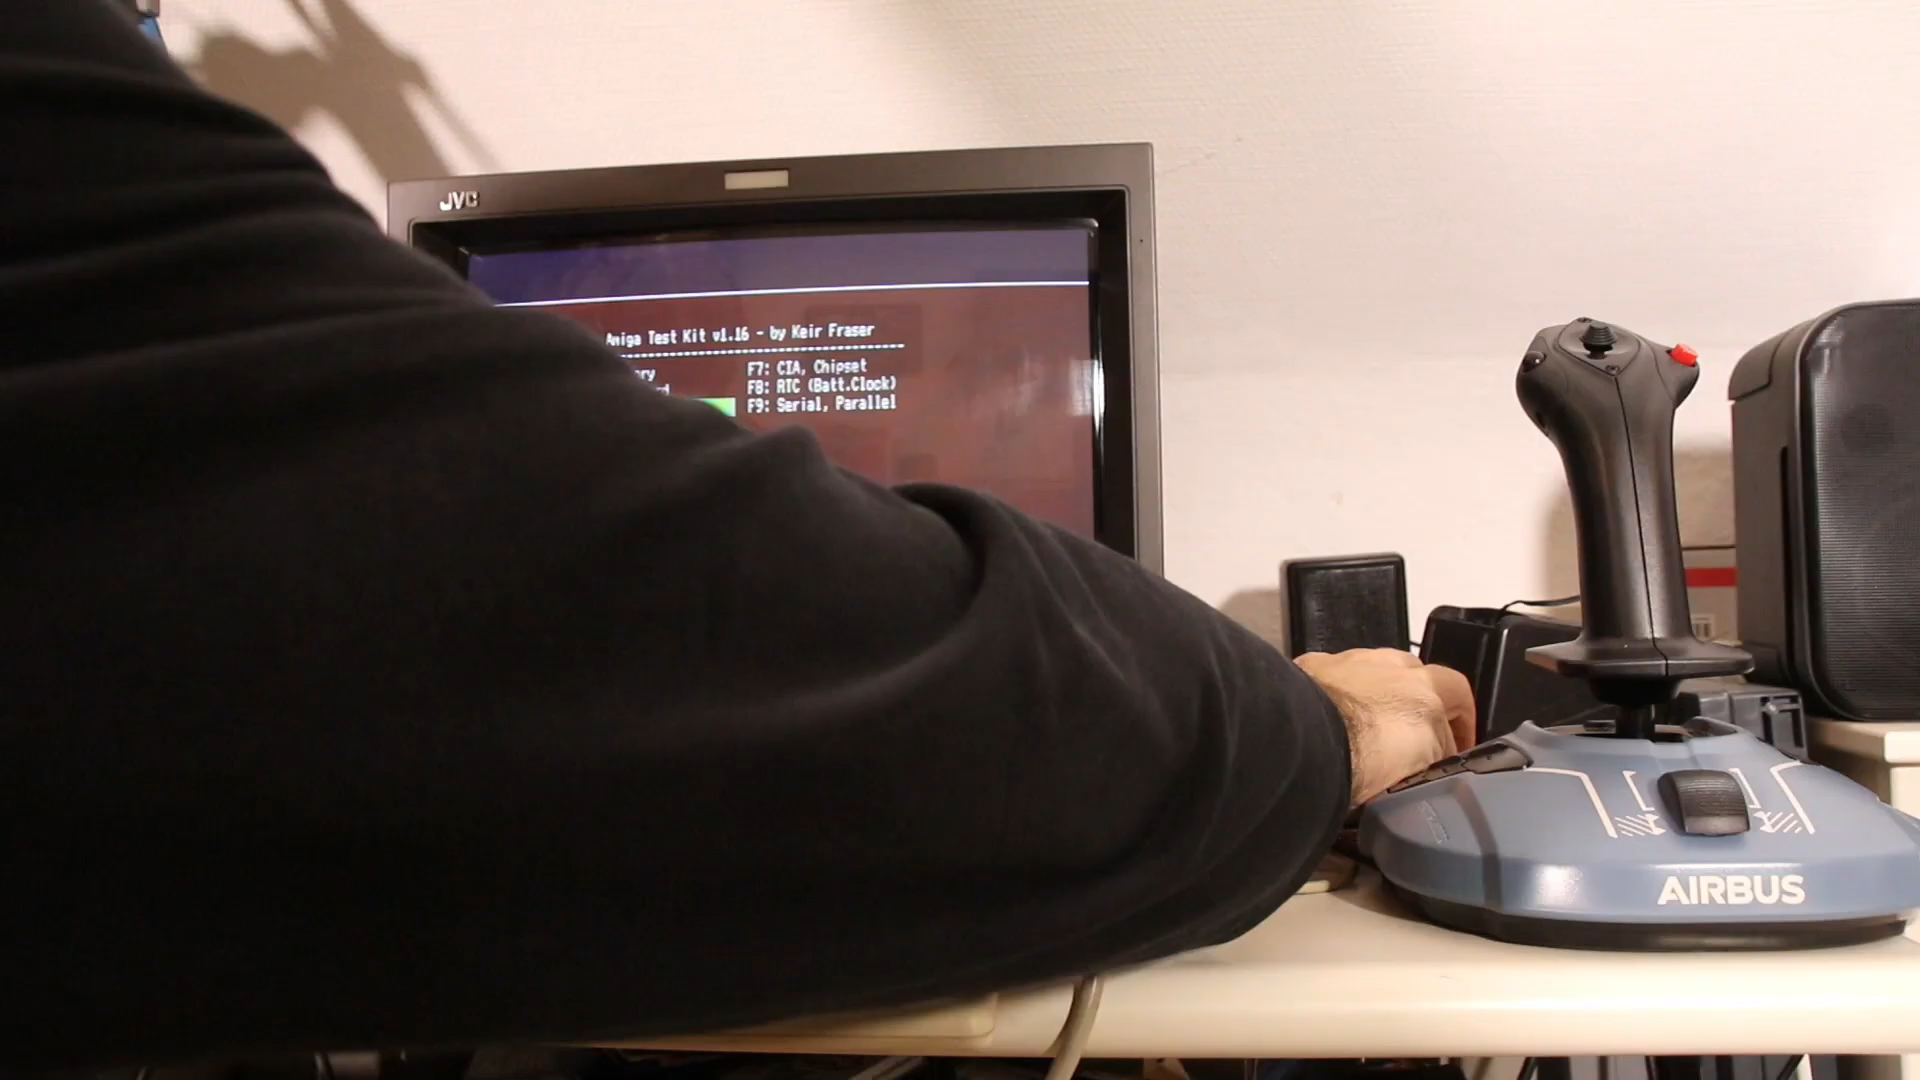 JVC
Amiga Test Kit v1.16 - by Keir Fraser
F7: CIA, Chipset
F8: RTC (Batt.Clock)
F9: Serial, Parallel
AIRBUS